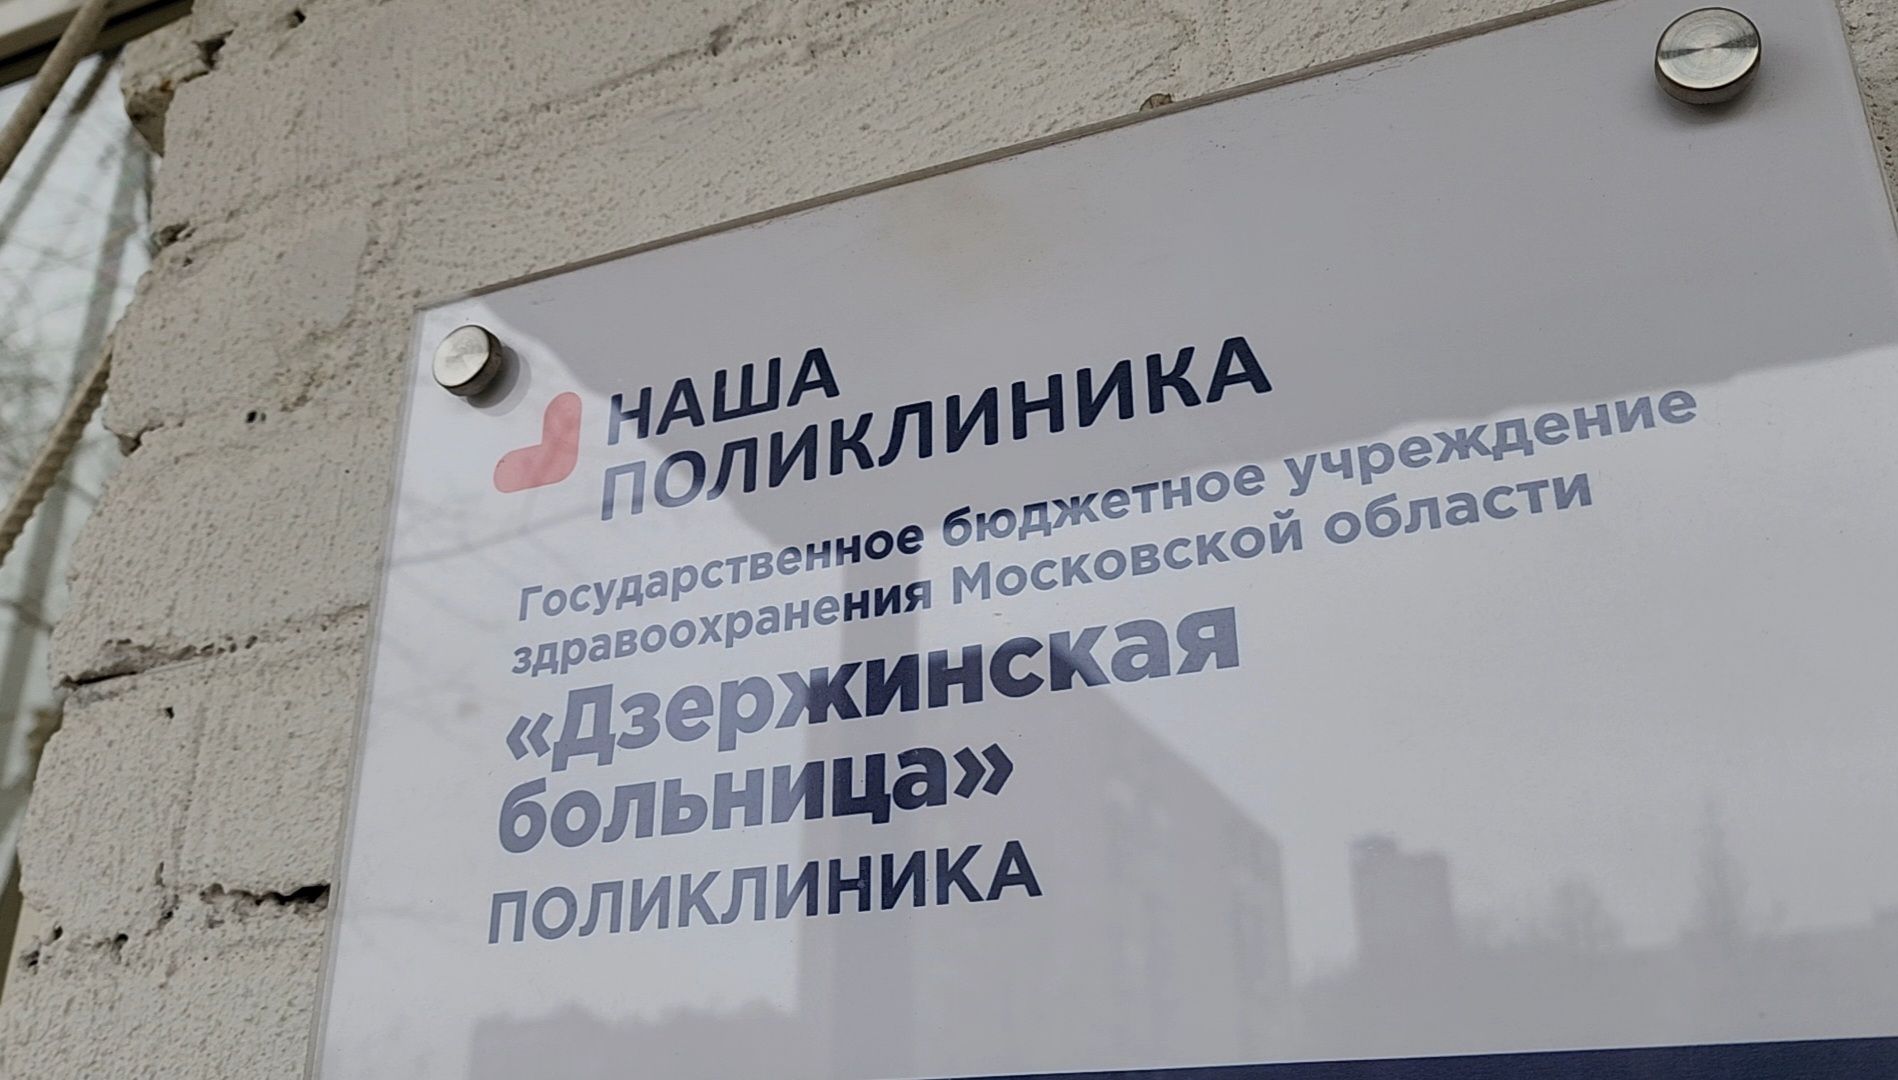 НАША
ПОЛИКЛИНИКА
Государственное бюджетное учреждение
здравоохранения Московской области
«Дзержинская
больница»
ПОЛИКЛИНИКА